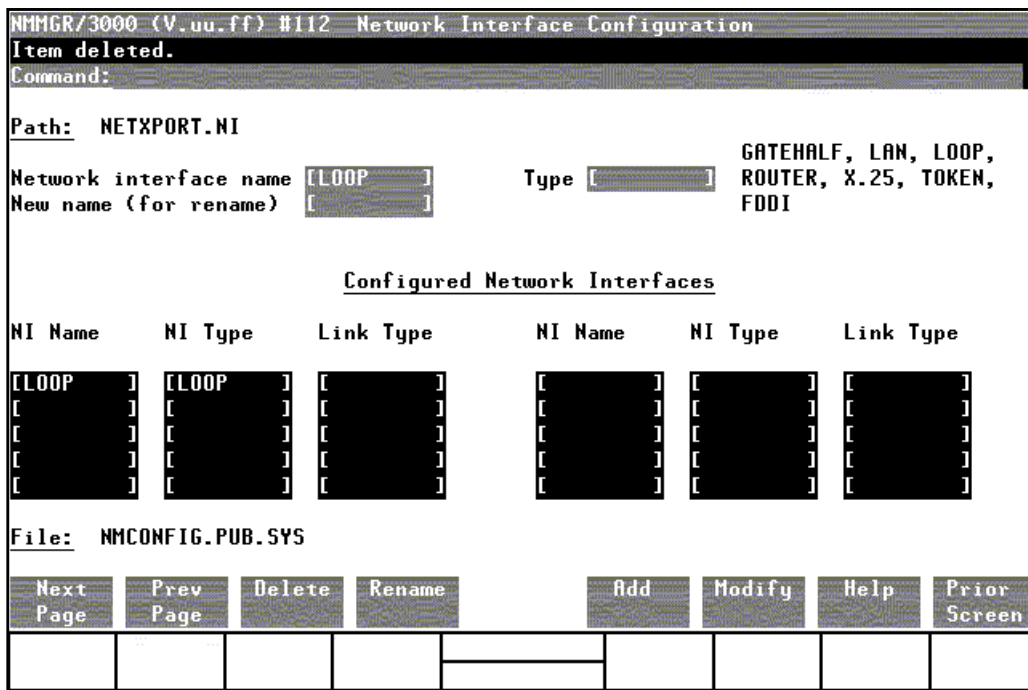 NMMGR/3000 (V.uu.ff) #112 Network Interface Configuration
Item deleted.
Command:
Path: NETXPORT.NI
GATEHALF, LAN, LOOP,
Network interface name [LOOP ] Type [ ] ROUTER, X.25, TOKEN,
New name (for rename) [ ] FDDI
Configured Network Interfaces
NI Name NI Type Link Type NI Name NI Type Link Type
[LOOP ] [LOOP ] [ ] [ ] [ ] [ ]
[ ] [ ] [ ] [ ] [ ] [ ]
[ ] [ ] [ ] [ ] [ ] [ ]
[ ] [ ] [ ] [ ] [ ] [ ]
[ ] [ ] [ ] [ ] [ ] [ ]
File: NMCONFIG.PUB.SYS
Next Prev Delete Rename Add Modify Help Prior
Page Page Screen